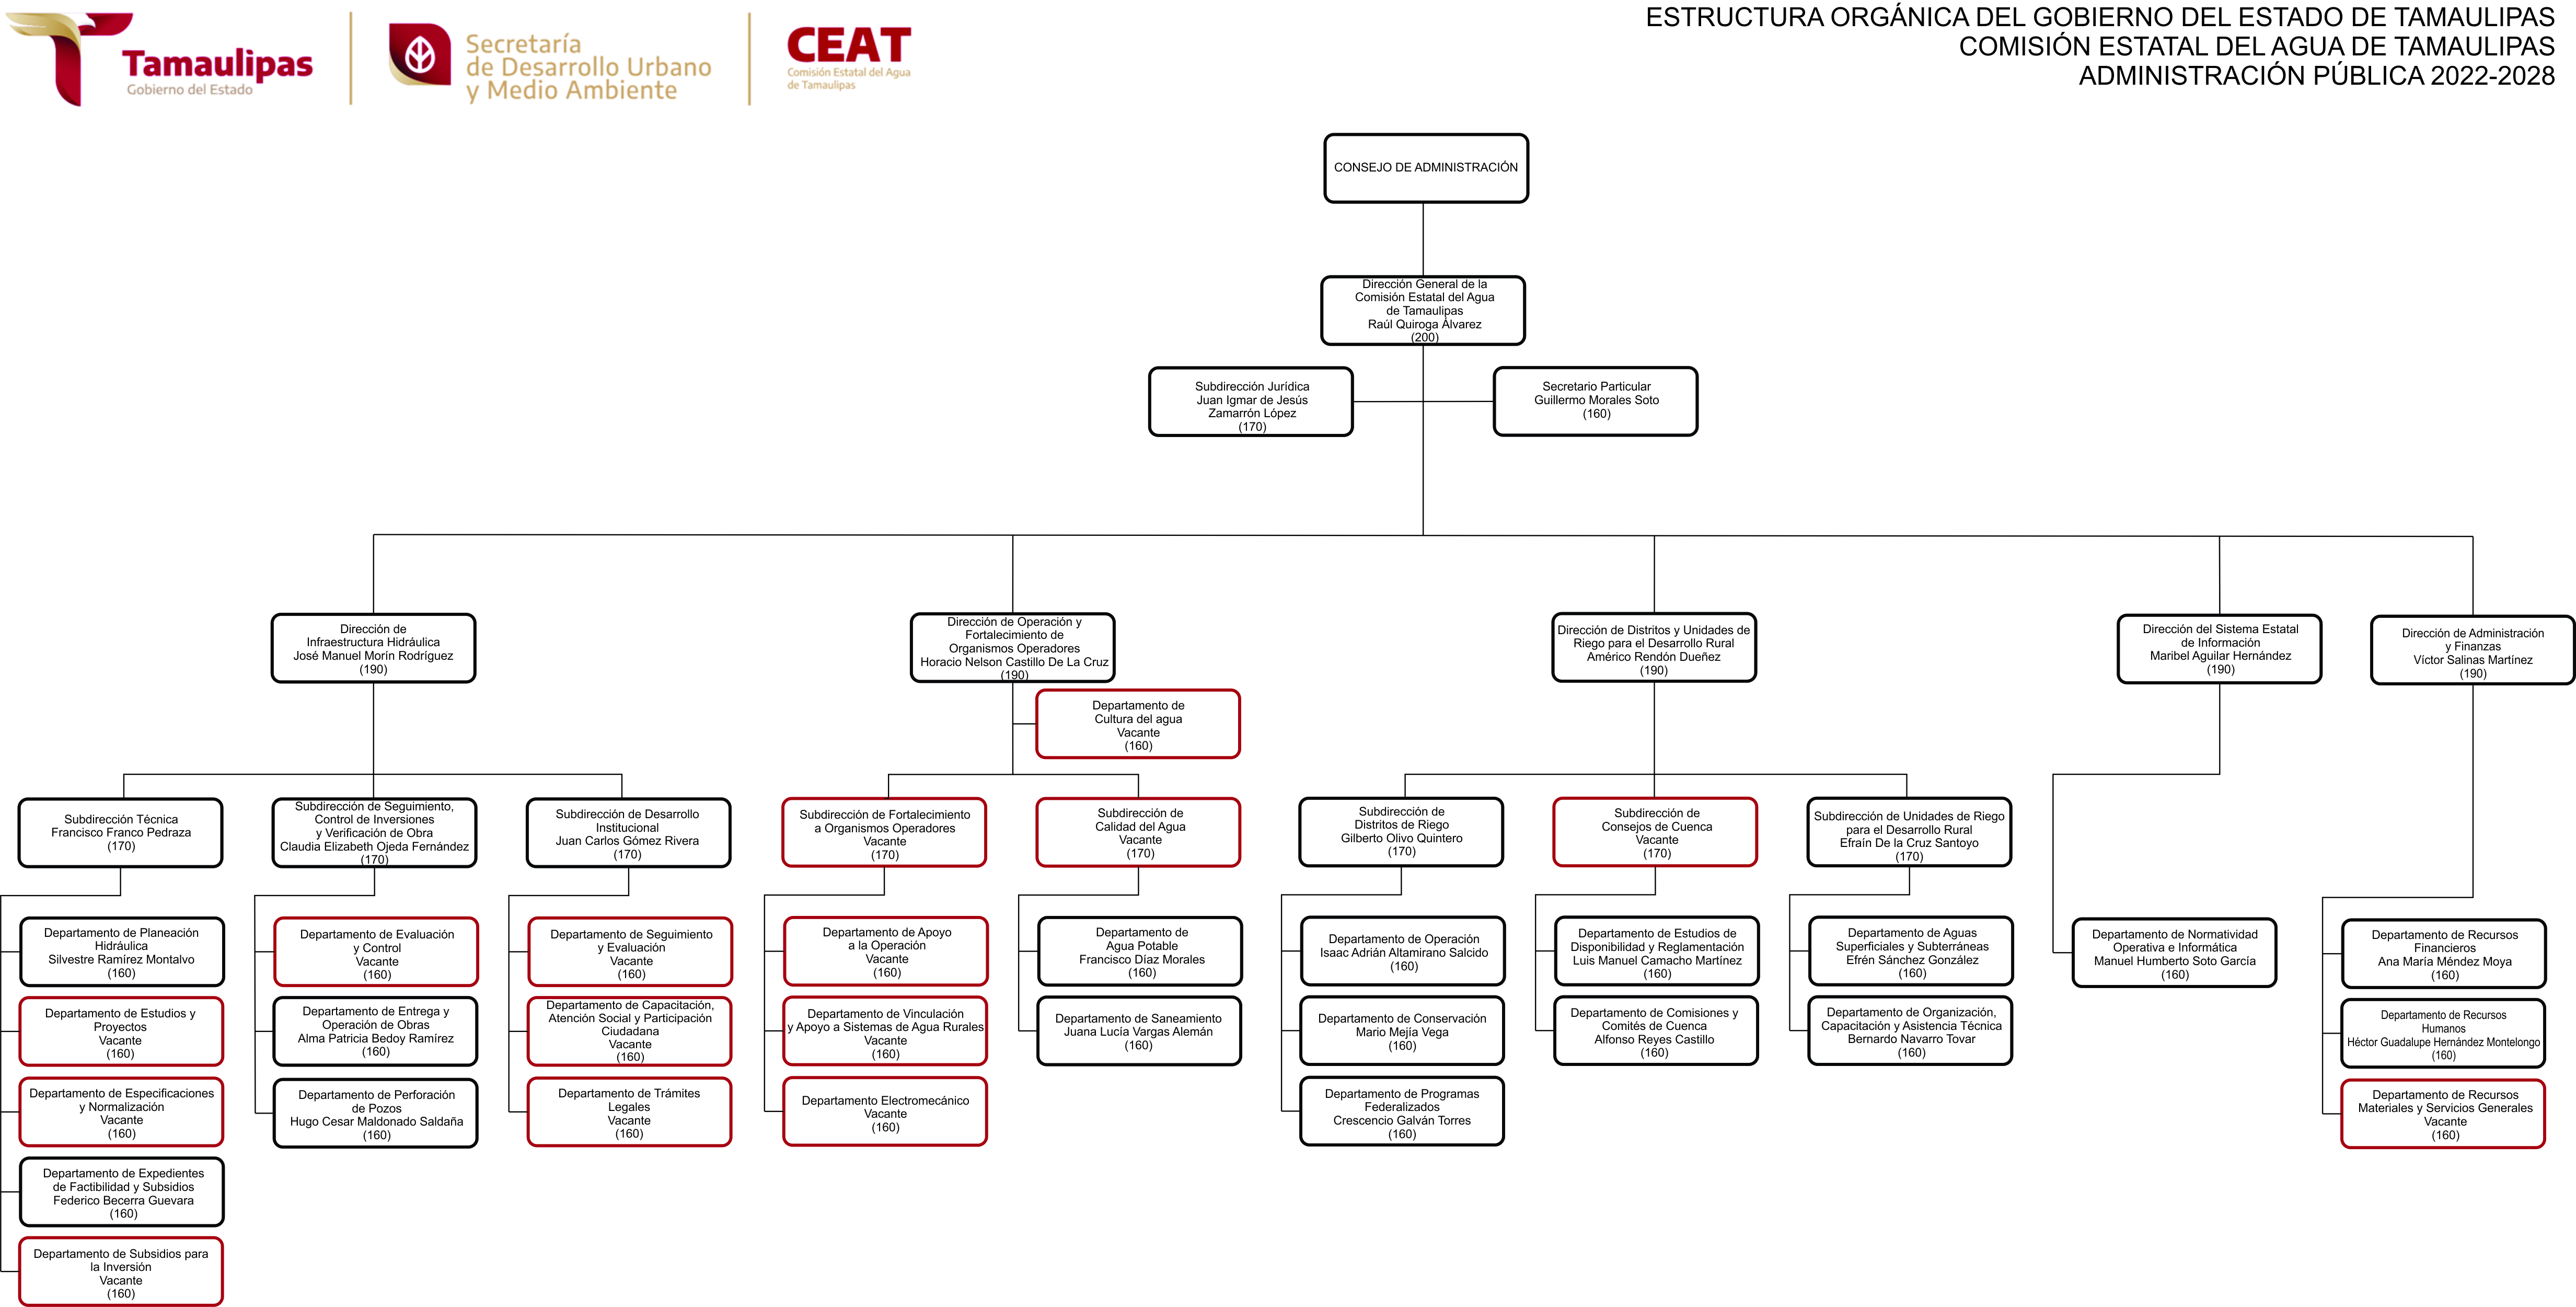 Tamaulipas
Gobierno del Estado
Secretaría
de Desarrollo Urbano
y Medio Ambiente
CEAT
Comisión Estatal del Agua
de Tamaulipas
ESTRUCTURA ORGÁNICA DEL GOBIERNO DEL ESTADO DE TAMAULIPAS
COMISIÓN ESTATAL DEL AGUA DE TAMAULIPAS
ADMINISTRACIÓN PÚBLICA 2022-2028
CONSEJO DE ADMINISTRACIÓN
Dirección General de la
Comisión Estatal del Agua
de Tamaulipas
Raúl Quiroga Álvarez
(200)
Subdirección Jurídica
Juan Igmar de Jesús
Zamarrón López
(170)
Secretario Particular
Guillermo Morales Soto
(160)
Dirección de
Infraestructura Hidráulica
José Manuel Morín Rodríguez
(190)
Dirección de Operación y
Fortalecimiento de
Organismos Operadores
Horacio Nelson Castillo De La Cruz
(190)
Dirección de Distritos y Unidades de
Riego para el Desarrollo Rural
Américo Rendón Dueñez
(190)
Dirección del Sistema Estatal
de Información
Maribel Aguilar Hernández
(190)
Dirección de Administración
y Finanzas
Víctor Salinas Martínez
(190)
Departamento de
Cultura del agua
Vacante
(160)
Subdirección Técnica
Francisco Franco Pedraza
(170)
Subdirección de Seguimiento,
Control de Inversiones
y Verificación de Obra
Claudia Elizabeth Ojeda Fernández
(170)
Subdirección de Desarrollo
Institucional
Juan Carlos Gómez Rivera
(170)
Subdirección de Fortalecimiento
a Organismos Operadores
Vacante
(170)
Subdirección de
Calidad del Agua
Vacante
(170)
Subdirección de
Distritos de Riego
Gilberto Olivo Quintero
(170)
Subdirección de
Consejos de Cuenca
Vacante
(170)
Subdirección de Unidades de Riego
para el Desarrollo Rural
Efraín De la Cruz Santoyo
(170)
Departamento de Planeación
Hidráulica
Silvestre Ramírez Montalvo
(160)
Departamento de Estudios y
Proyectos
Vacante
(160)
Departamento de Especificaciones
y Normalización
Vacante
(160)
Departamento de Expedientes
de Factibilidad y Subsidios
Federico Becerra Guevara
(160)
Departamento de Subsidios para
la Inversión
Vacante
(160)
Departamento de Evaluación
y Control
Vacante
(160)
Departamento de Entrega y
Operación de Obras
Alma Patricia Bedoy Ramírez
(160)
Departamento de Perforación
de Pozos
Hugo Cesar Maldonado Saldaña
(160)
Departamento de Seguimiento
y Evaluación
Vacante
(160)
Departamento de Capacitación,
Atención Social y Participación
Ciudadana
Vacante
(160)
Departamento de Trámites
Legales
Vacante
(160)
Departamento de Apoyo
a la Operación
Vacante
(160)
Departamento de Vinculación
y Apoyo a Sistemas de Agua Rurales
Vacante
(160)
Departamento Electromecánico
Vacante
(160)
Departamento de
Agua Potable
Francisco Díaz Morales
(160)
Departamento de Saneamiento
Juana Lucía Vargas Alemán
(160)
Departamento de Operación
Isaac Adrián Altamirano Salcido
(160)
Departamento de Conservación
Mario Mejía Vega
(160)
Departamento de Programas
Federalizados
Crescencio Galván Torres
(160)
Departamento de Estudios de
Disponibilidad y Reglamentación
Luis Manuel Camacho Martínez
(160)
Departamento de Comisiones y
Comités de Cuenca
Alfonso Reyes Castillo
(160)
Departamento de Aguas
Superficiales y Subterráneas
Efrén Sánchez González
(160)
Departamento de Organización,
Capacitación y Asistencia Técnica
Bernardo Navarro Tovar
(160)
Departamento de Normatividad
Operativa e Informática
Manuel Humberto Soto García
(160)
Departamento de Recursos
Financieros
Ana María Méndez Moya
(160)
Departamento de Recursos
Humanos
Héctor Guadalupe Hernández Montelongo
(160)
Departamento de Recursos
Materiales y Servicios Generales
Vacante
(160)